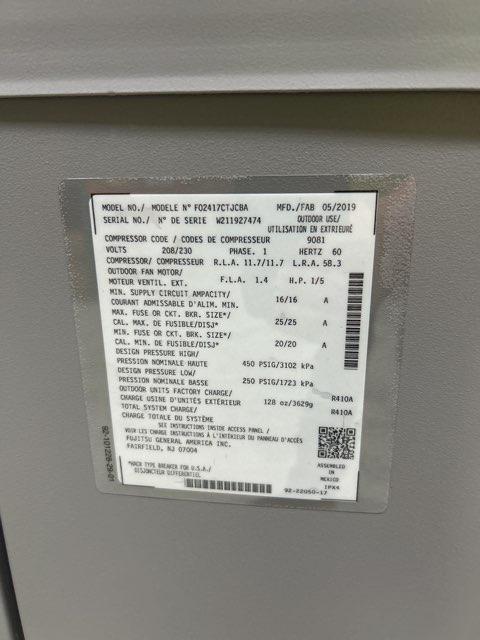 MODEL NO./ MODELE N° FO2417CTJCBA MFD./FAB 05/2019
SERIAL NO./ N° DE SERIE W211927474 OUTDOOR USE/
UTILISATION EN EXTRIEURÉ
COMPRESSOR CODE / CODES DE COMPRESSUR 9081
VOLTS 208/230 PHASE. 1 HERTZ 60
COMPRESSOR/ COMPRESSER R.L.A. 11.7/11.7 L.R.A. 58.3
OUTDOOR FAN MOTOR/
MOTEUR VENTIL. EXT. F.L.A. 1.4 H.P. 1/5
MIN. SUPPLY CIRCUIT AMPACITY/
COURANT ADMISSABLE D'ALIM. MIN. 16/16 A
MAX. FUSE OR CKT. BKR. SIZE*/
CAL. MAX. DE FUSIBLE/DISJ* 25/25 A
MIN. FUSE OR CKT. BRK. SIZE*/
CAL. MIN. DE FUSIBLE/DISJ* 20/20 A
DESIGN PRESSURE HIGH/
PRESSION NOMINALE HAUTE 450 PSIG/3102 kPa
DESIGN PRESSURE LOW/
PRESSION NOMINALE BASSE 250 PSIG/1723 kPa
OUTDOOR UNITS FACTORY CHARGE/
CHARGE USINE D'UNITÉS EXTÉRIEUR 128 oz/3629g R410A
TOTAL SYSTEM CHARGE/
CHARGE TOTALE DU SYSTÈME R410A
SEE INSTRUCTIONS INSIDE ACCESS PANEL /
VOIR LES CHARGE INSTRUCTIONS À L'INTÉRIEUR DU PANNEAU D'ACCÈS
FUJITSU GENERAL AMERICA INC.
FAIRFIELD, NJ 07004
ASSEMBLED
IN
MEXICO
*HACR TYPE BREAKER FOR U.S.A/
DISJONCTEUR DIFFERENTIEL
IPX4
92-22050-17
92-101226-29-01